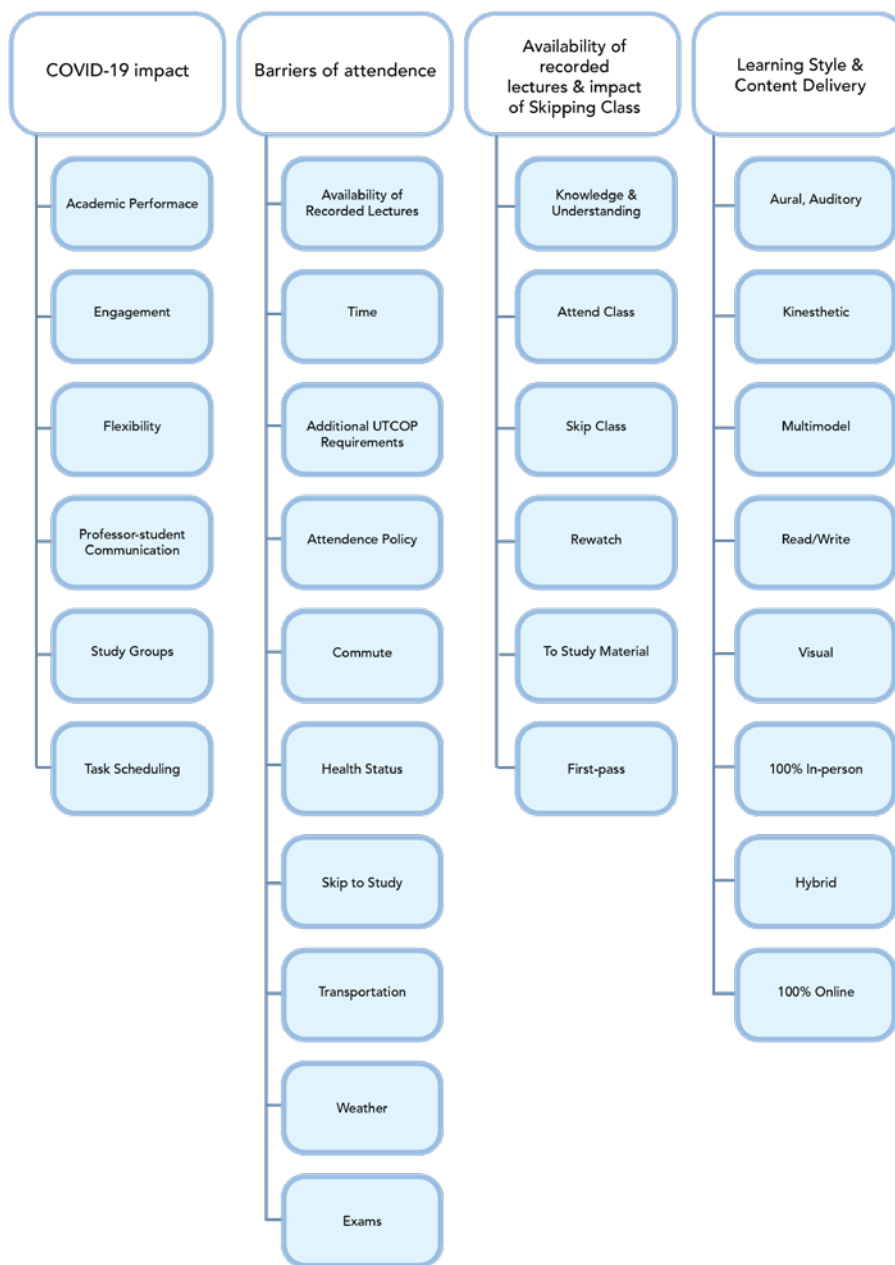 COVID-19 impact
Academic Performace
Engagement
Flexibility
Professor-student
Communication
Study Groups
Task Scheduling
Barriers of attendence
Availability of
Recorded Lectures
Time
Additional UTCOP
Requirements
Attendence Policy
Commute
Health Status
Skip to Study
Transportation
Weather
Exams
Availability of
recorded
lectures & impact
of Skipping Class
Knowledge &
Understanding
Attend Class
Skip Class
Rewatch
To Study Material
First-pass
Learning Style &
Content Delivery
Aural, Auditory
Kinesthetic
Multimodel
Read/Write
Visual
100% In-person
Hybrid
100% Online